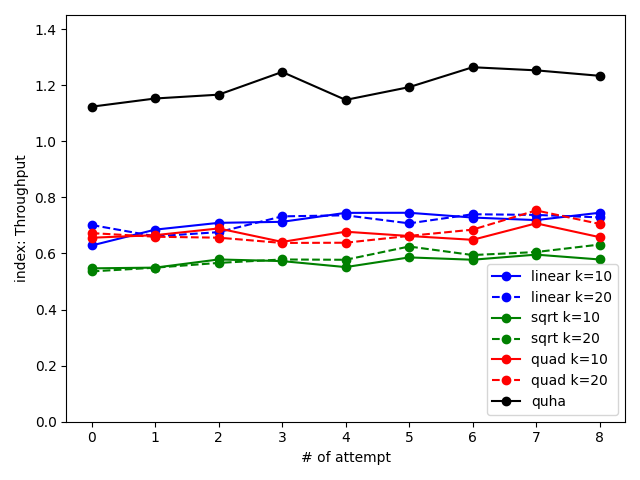 1.4
1.2
1.0
0.8
0.6
0.4
0.2
0.0
index: Throughput
0 1 2 3 4 5 6 7 8
# of attempt
linear k=10
linear k=20
sqrt k=10
sqrt k=20
quad k=10
quad k=20
quha